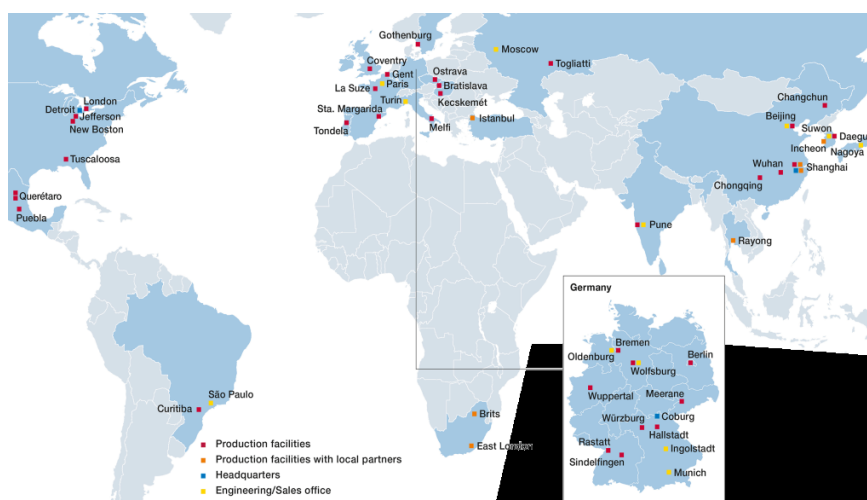 Gothenburg
Moscow
Coventry
Togliatti
Gent
Ostrava
La Suze
Paris
Bratislava
Kecskemét
Turin
Sta. Margarida
Istanbul
Tondela
Melfi
London
Detroit
Jefferson
New Boston
Tuscaloosa
Querétaro
Puebla
Changchun
Beijing
Suwon
Daegu
Incheon
Nagoya
Wuhan
Shanghai
Chongqing
Pune
Rayong
São Paulo
Curitiba
Brits
East London
Production facilities
Production facilities with local partners
Headquarters
Engineering/Sales office
Germany
Bremen
Oldenburg
Berlin
Wolfsburg
Wuppertal
Meerane
Würzburg
Coburg
Hallstadt
Rastatt
Ingolstadt
Sindelfingen
Munich